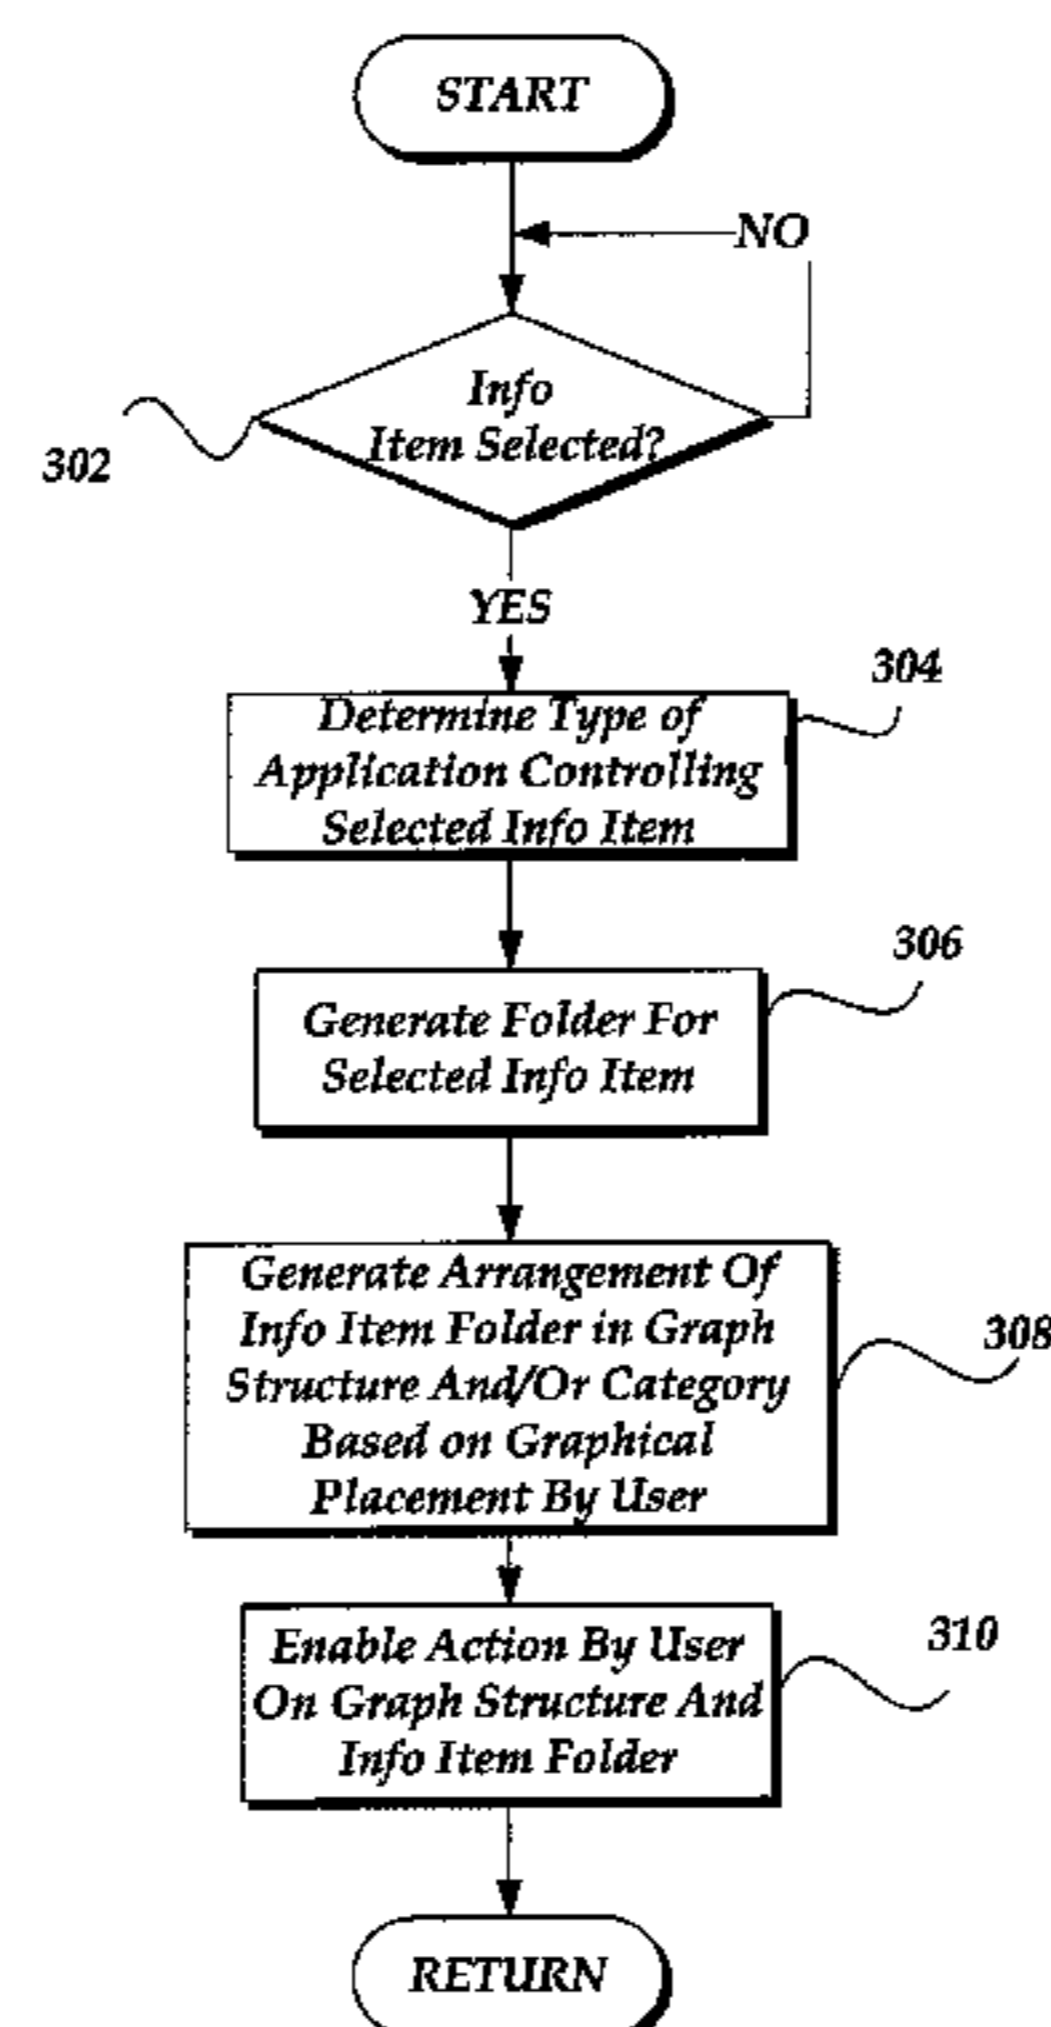 START
NO
Info
Item Selected?
302
YES
304
Determine Type of
Application Controlling
Selected Info Item
306
Generate Folder For
Selected Info Item
Generate Arrangement Of
Info Item Folder in Graph
308
Structure And/Or Category
Based on Graphical
Placement By User
310
Enable Action By User
On Graph Structure And
Info Item Folder
RETURN